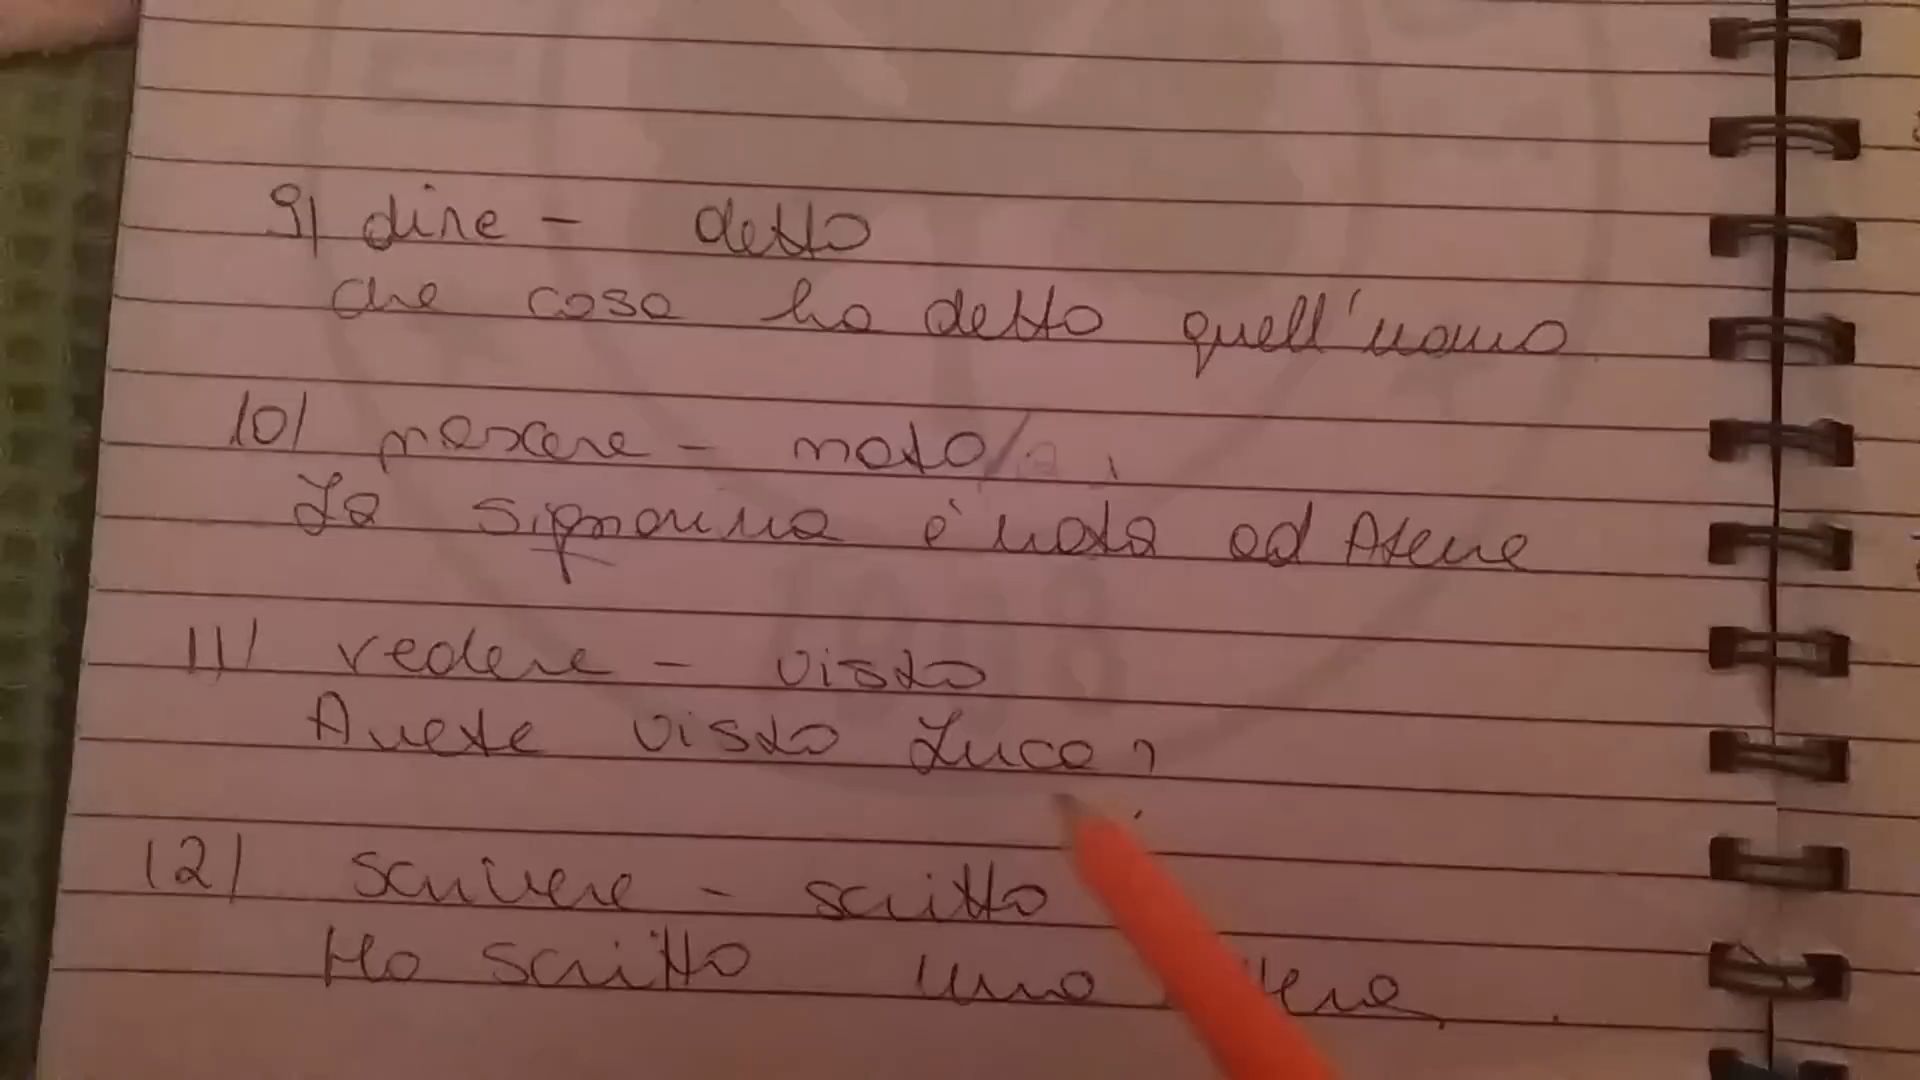 9) dire - detto
che cosa ha detto quell'uomo
10) nascere - nato/a
La signorina è nata ad Atene
11) vedere - visto
Avete visto Luca?
12) scrivere - scritto
Ho scritto una
1908